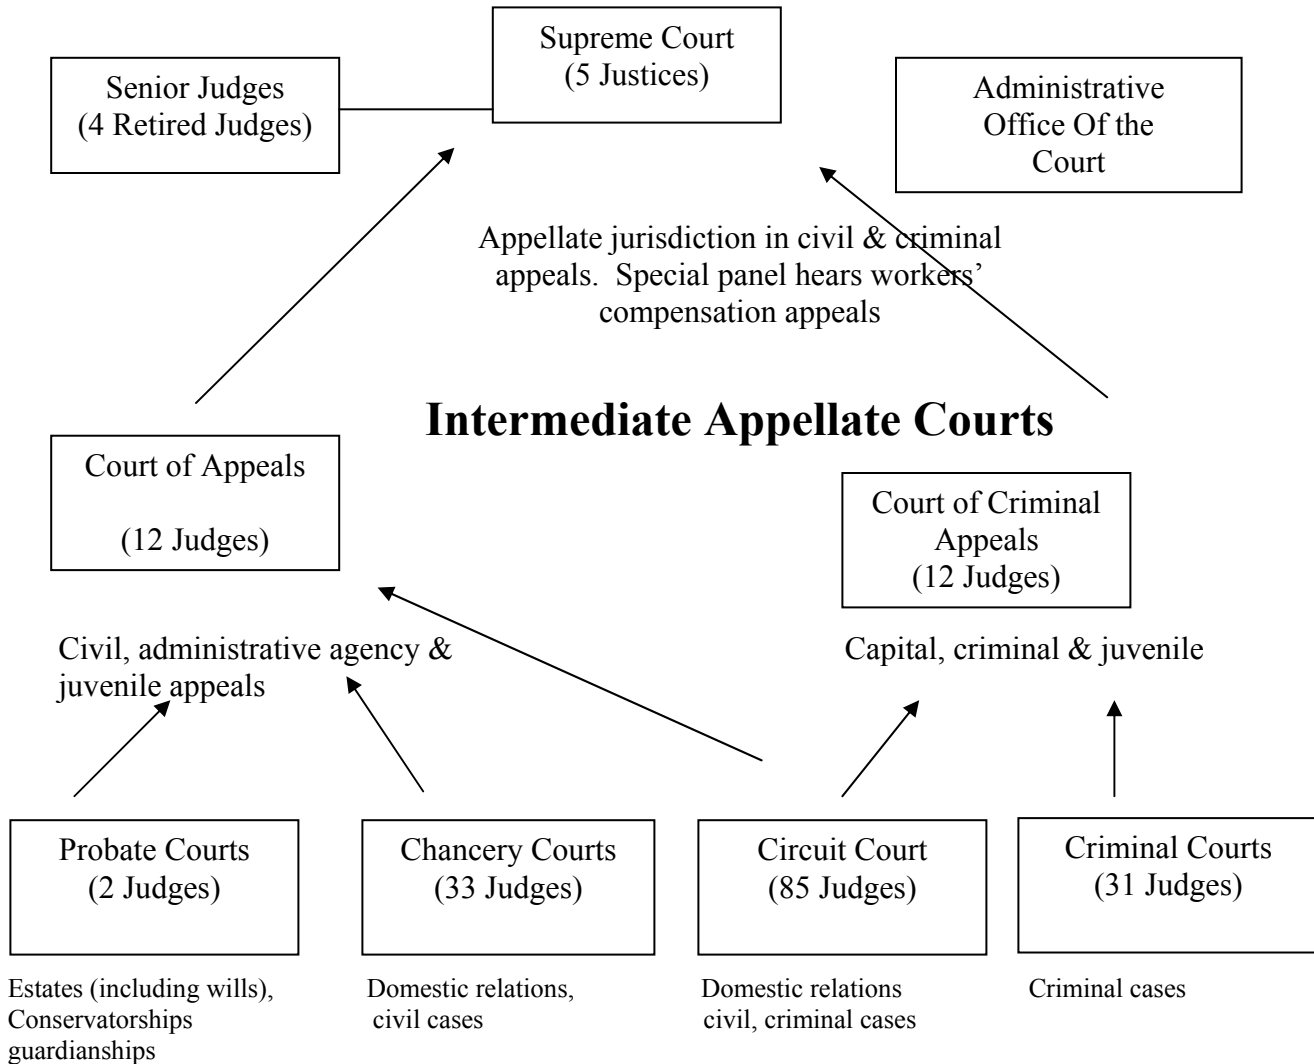 Supreme Court
(5 Justices)
Senior Judges
(4 Retired Judges)
Administrative
Office Of the
Court
Appellate jurisdiction in civil & criminal
appeals.  Special panel hears workers’
compensation appeals
Intermediate Appellate Courts
Court of Appeals
(12 Judges)
Court of Criminal
Appeals
(12 Judges)
Civil, administrative agency &
juvenile appeals
Capital, criminal & juvenile
Probate Courts
(2 Judges)
Chancery Courts
(33 Judges)
Circuit Court
(85 Judges)
Criminal Courts
(31 Judges)
Estates (including wills),
Conservatorships
guardianships
Domestic relations,
civil cases
Domestic relations
civil, criminal cases
Criminal cases